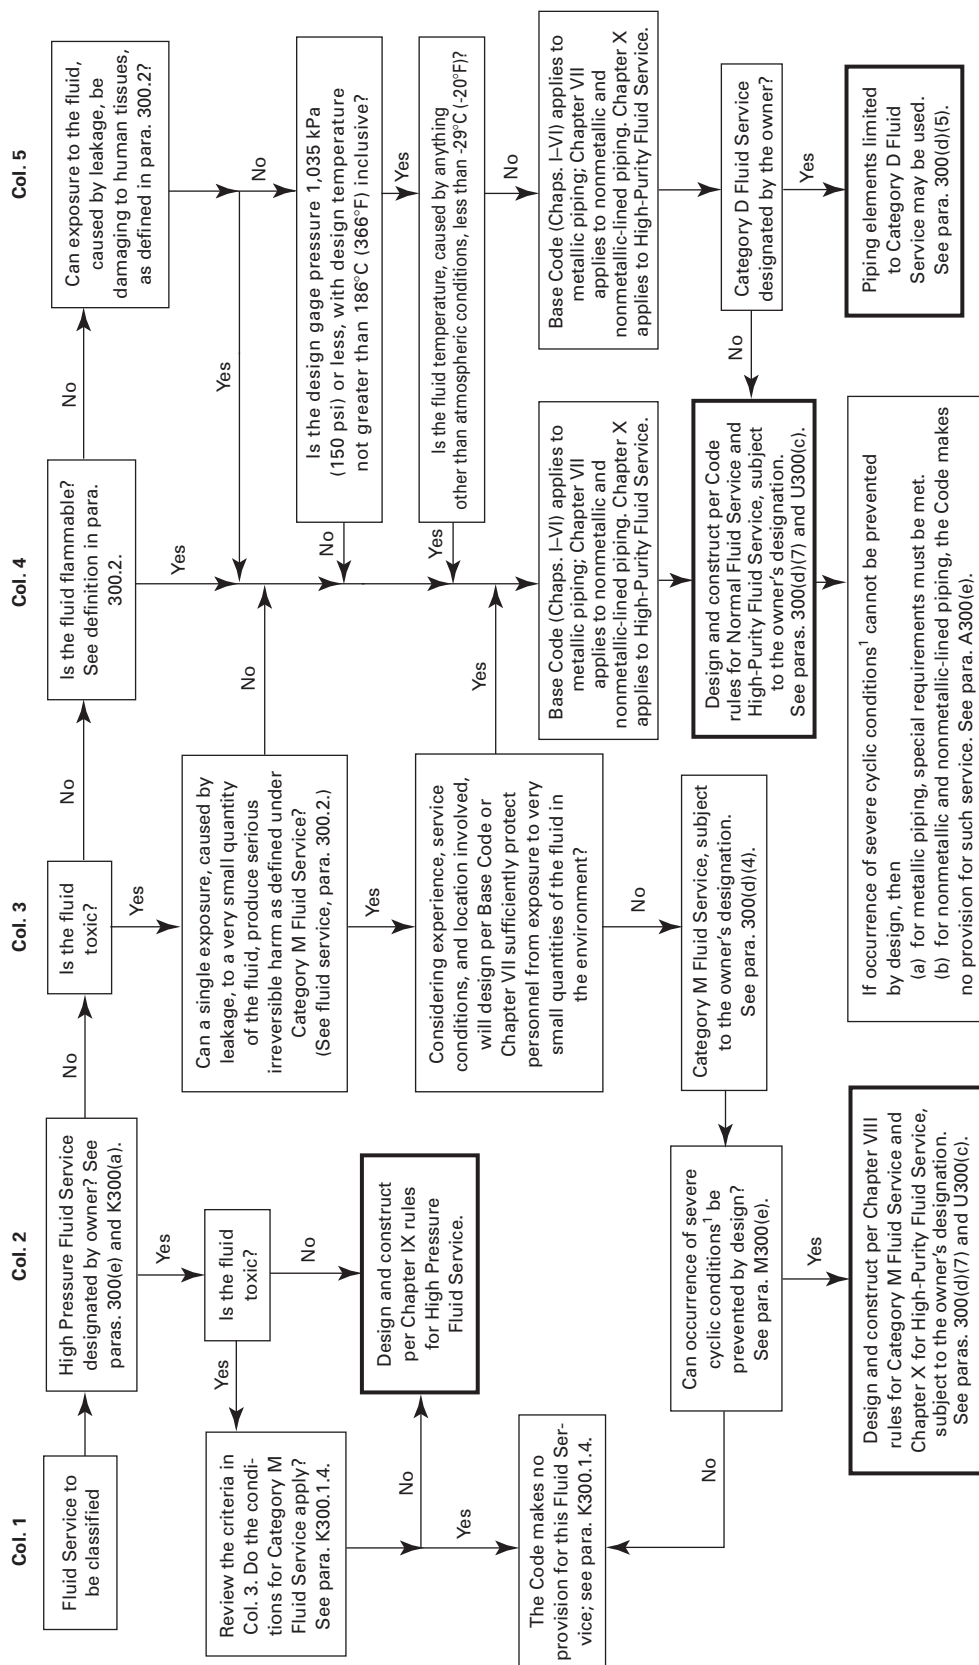 Col. 1
Col. 2
Col. 3
Col. 4
Col. 5
Fluid Service to
be classified
High Pressure Fluid Service
designated by owner? See
paras. 300(e) and K300(a).
No
Is the fluid
toxic?
No
Is the fluid flammable?
See definition in para.
300.2.
No
Can exposure to the fluid,
caused by leakage, be
damaging to human tissues,
as defined in para. 300.2?
Yes
Yes
Yes
Yes
No
Review the criteria in
Col. 3. Do the condi-
tions for Category M
Fluid Service apply?
See para. K300.1.4.
Yes
Is the fluid
toxic?
No
Can a single exposure, caused by
leakage, to a very small quantity
of the fluid, produce serious
irreversible harm as defined under
Category M Fluid Service?
(See fluid service, para. 300.2.)
No
Yes
Is the design gage pressure 1,035 kPa
(150 psi) or less, with design temperature
not greater than 186°C (366°F) inclusive?
No
Yes
No
Yes
Design and construct
per Chapter IX rules
for High Pressure
Fluid Service.
Considering experience, service
conditions, and location involved,
will design per Base Code or
Chapter VII sufficiently protect
personnel from exposure to very
small quantities of the fluid in
the environment?
Yes
No
Is the fluid temperature, caused by anything
other than atmospheric conditions, less than -29°C (-20°F)?
Yes
No
The Code makes no
provision for this Fluid Ser-
vice; see para. K300.1.4.
Base Code (Chaps. I–VI) applies to
metallic piping; Chapter VII
applies to nonmetallic and
nonmetallic-lined piping. Chapter X
applies to High-Purity Fluid Service.
Base Code (Chaps. I–VI) applies to
metallic piping; Chapter VII
applies to nonmetallic and
nonmetallic-lined piping. Chapter X
applies to High-Purity Fluid Service.
No
Can occurrence of severe
cyclic conditions1 be
prevented by design?
See para. M300(e).
Yes
Category M Fluid Service, subject
to the owner's designation.
See para. 300(d)(4).
Design and construct per Code
rules for Normal Fluid Service and
High-Purity Fluid Service, subject
to the owner's designation.
See paras. 300(d)(7) and U300(c).
No
Category D Fluid Service
designated by the owner?
Yes
Design and construct per Chapter VIII
rules for Category M Fluid Service and
Chapter X for High-Purity Fluid Service,
subject to the owner's designation.
See paras. 300(d)(7) and U300(c).
If occurrence of severe cyclic conditions1 cannot be prevented
by design, then
(a) for metallic piping, special requirements must be met.
(b) for nonmetallic and nonmetallic-lined piping, the Code makes
no provision for such service. See para. A300(e).
Piping elements limited
to Category D Fluid
Service may be used.
See para. 300(d)(5).